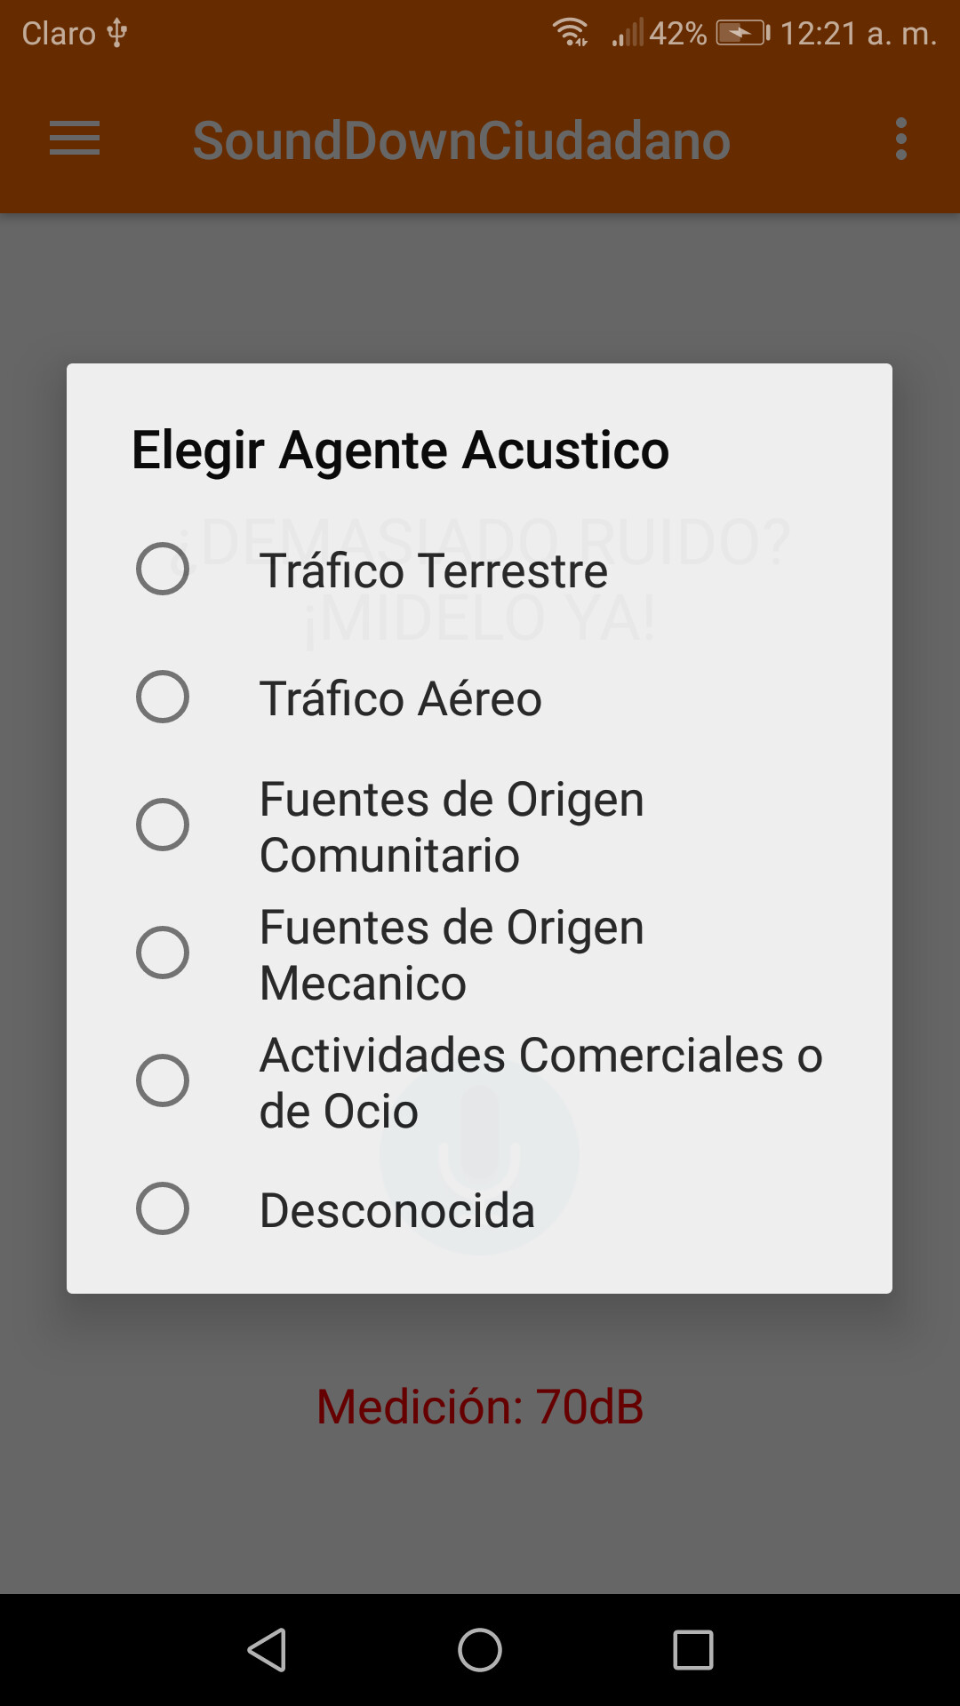 Claro 42% 12:21 a. m.
SoundDownCiudadano
Elegir Agente Acustico
¿DEMASIADO RUIDO?
¡MIDELO YA!
Tráfico Terrestre
Tráfico Aéreo
Fuentes de Origen
Comunitario
Fuentes de Origen
Mecanico
Actividades Comerciales o
de Ocio
Desconocida
Medición: 70dB